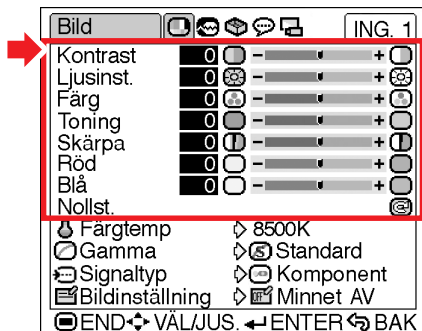 Bild ING. 1
Kontrast 0 - +
Ljusinst. 0 - +
Färg 0 - +
Toning 0 - +
Skärpa 0 - +
Röd 0 - +
Blå 0 - +
Nollst.
Färgtemp 8500K
Gamma S Standard
Signaltyp Komponent
Bildinställning OFF Minnet AV
END VÄL/JUS. ENTER BAK